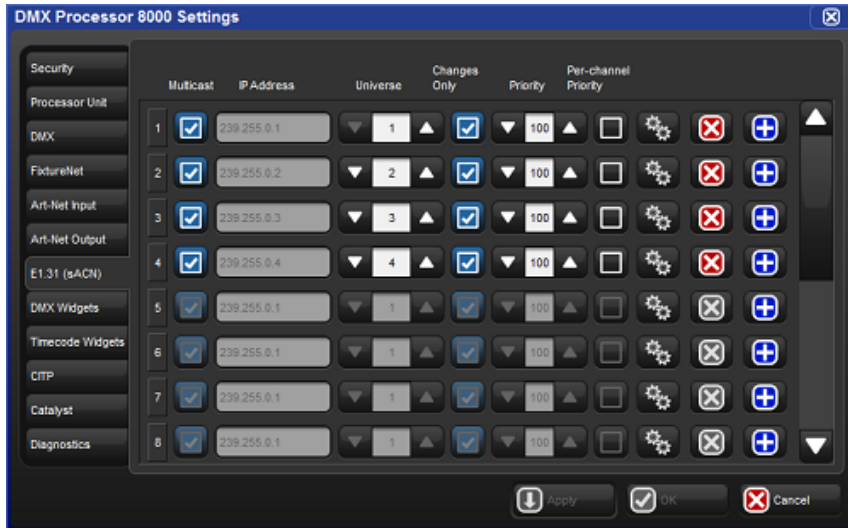 DMX Processor 8000 Settings
Security
Processor Unit
DMX
FixtureNet
Art-Net Input
Art-Net Output
E1.31 (sACN)
DMX Widgets
Timecode Widgets
CITP
Catalyst
Diagnostics
Multicast IP Address Universe Changes Only Priority Per-channel Priority
1 239.255.0.1 1 100
2 239.255.0.2 2 100
3 239.255.0.3 3 100
4 239.255.0.4 4 100
5 239.255.0.1 1 100
6 239.255.0.1 1 100
7 239.255.0.1 1 100
8 239.255.0.1 1 100
Apply OK Cancel